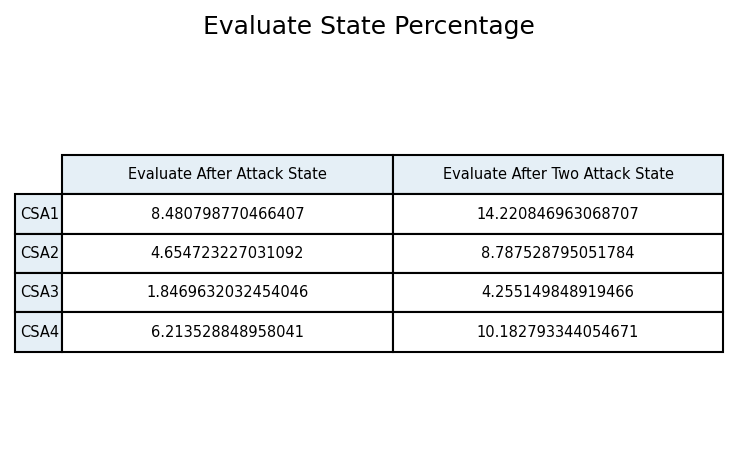 Evaluate State Percentage
Evaluate After Attack State Evaluate After Two Attack State
CSA1 8.480798770466407 14.220846963068707
CSA2 4.654723227031092 8.787528795051784
CSA3 1.8469632032454046 4.255149848919466
CSA4 6.213528848958041 10.182793344054671